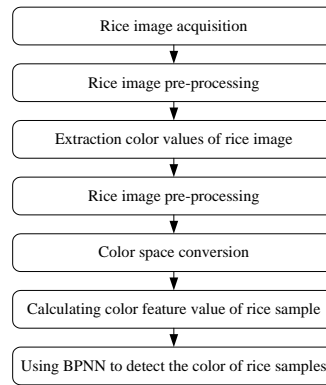 Rice image acquisition
Rice image pre-processing
Extraction color values of rice image
Rice image pre-processing
Color space conversion
Calculating color feature value of rice sample
Using BPNN to detect the color of rice samples